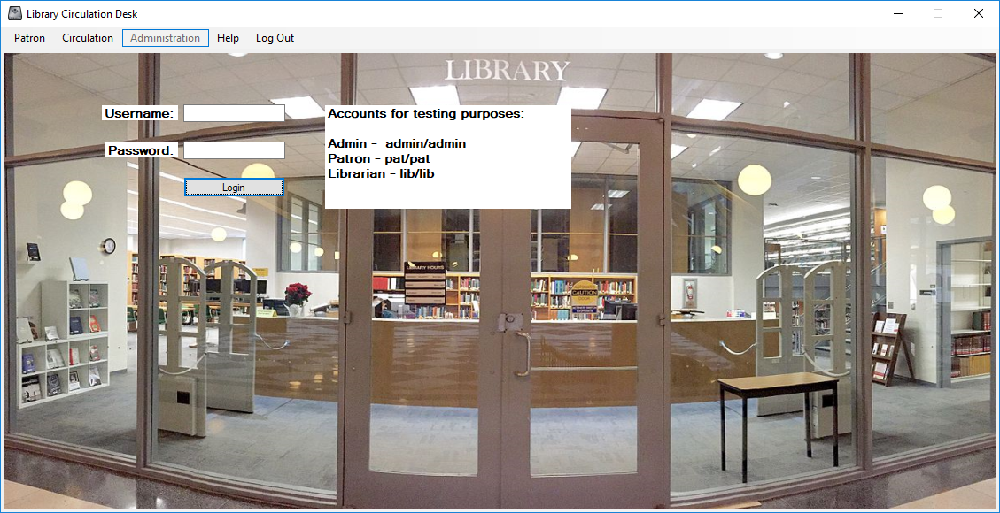 Library Circulation Desk
Patron Circulation Administration Help Log Out
LIBRARY
Username:
Accounts for testing purposes:
Password:
Admin - admin/admin
Patron - pat/pat
Librarian - lib/lib
Login
LIBRARY HOURS
CAUTION